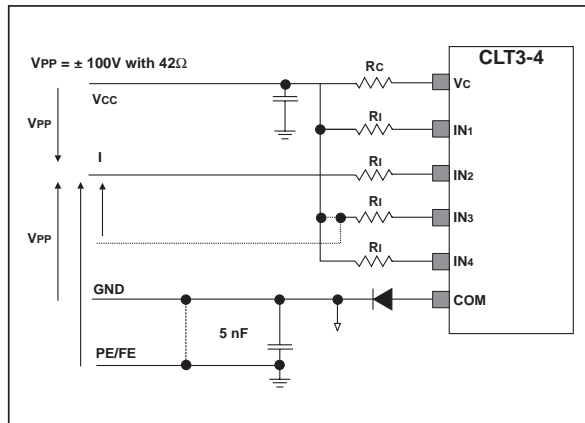 VPP = ± 100V with 42Ω
CLT3-4
RC
VC
VCC
VPP
RI
IN1
I
RI
IN2
RI
IN3
VPP
RI
IN4
GND
COM
5 nF
PE/FE